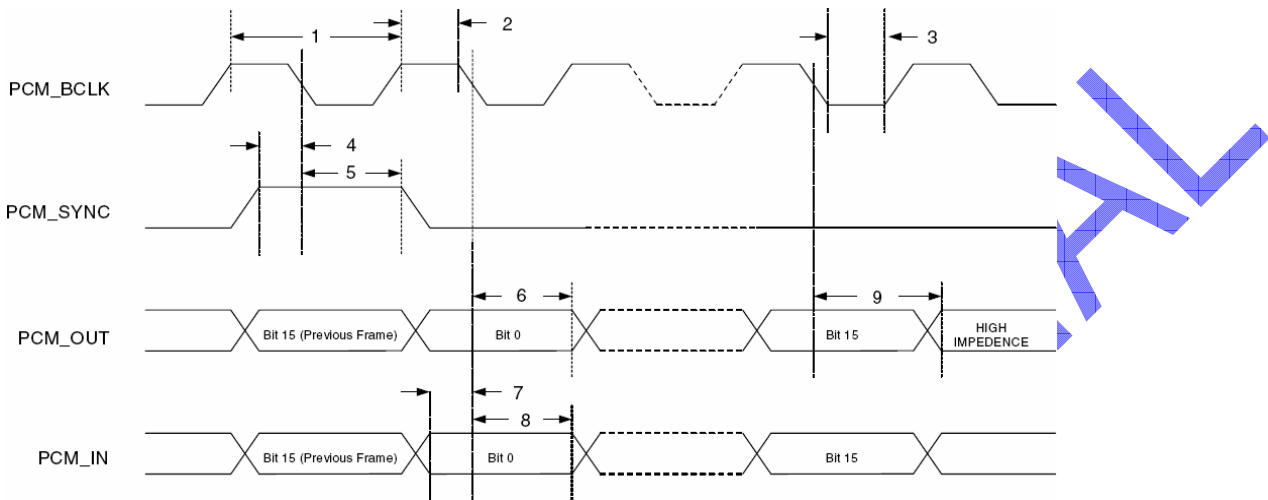 1
2
3
PCM_BCLK
4
5
PCM_SYNC
6
9
PCM_OUT
Bit 15 (Previous Frame)
Bit 0
Bit 15
HIGH
IMPEDENCE
7
8
PCM_IN
Bit 15 (Previous Frame)
Bit 0
Bit 15